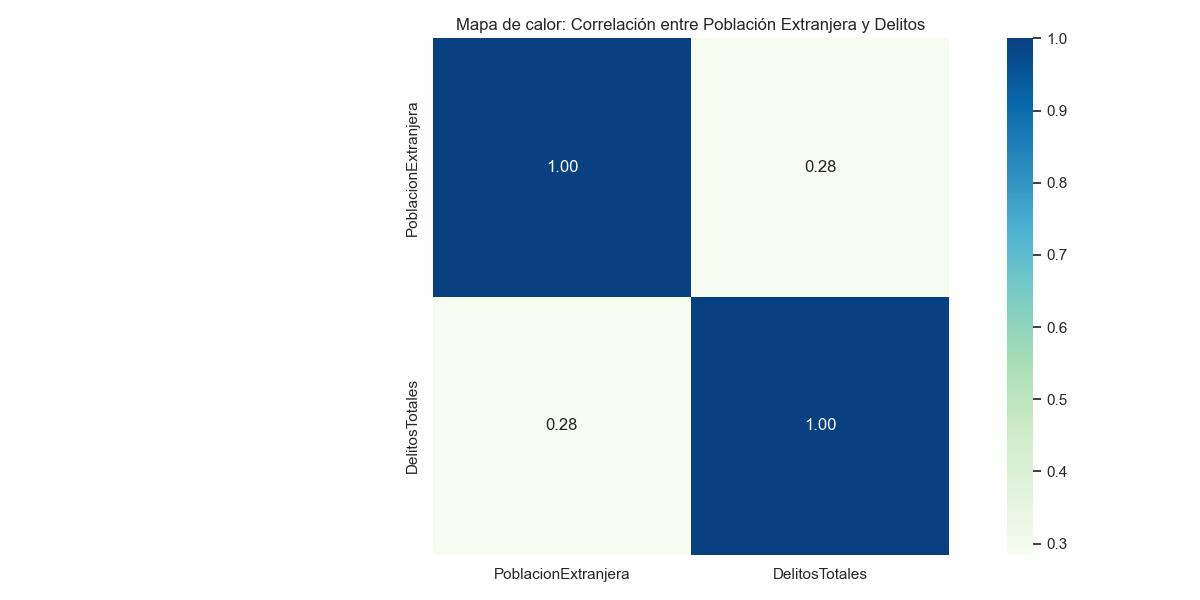 Mapa de calor: Correlación entre Población Extranjera y Delitos
PoblacionExtranjera
DelitosTotales
1.00
0.28
0.28
1.00
PoblacionExtranjera
DelitosTotales
1.0
0.9
0.8
0.7
0.6
0.5
0.4
0.3